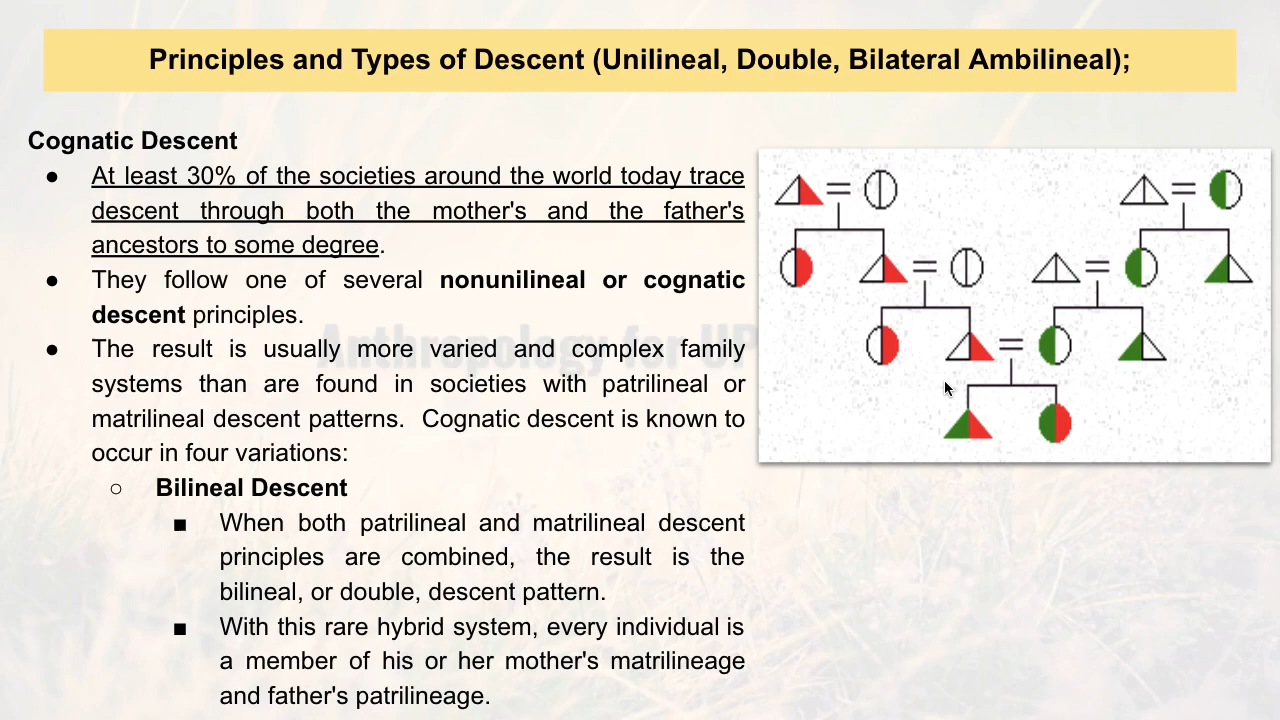 Principles and Types of Descent (Unilineal, Double, Bilateral Ambilineal);
Cognatic Descent
● At least 30% of the societies around the world today trace
descent through both the mother's and the father's
ancestors to some degree.
● They follow one of several nonunilineal or cognatic
descent principles.
● The result is usually more varied and complex family
systems than are found in societies with patrilineal or
matrilineal descent patterns. Cognatic descent is known to
occur in four variations:
○ Bilineal Descent
■ When both patrilineal and matrilineal descent
principles are combined, the result is the
bilineal, or double, descent pattern.
■ With this rare hybrid system, every individual is
a member of his or her mother's matrilineage
and father's patrilineage.
Anthropology for UP